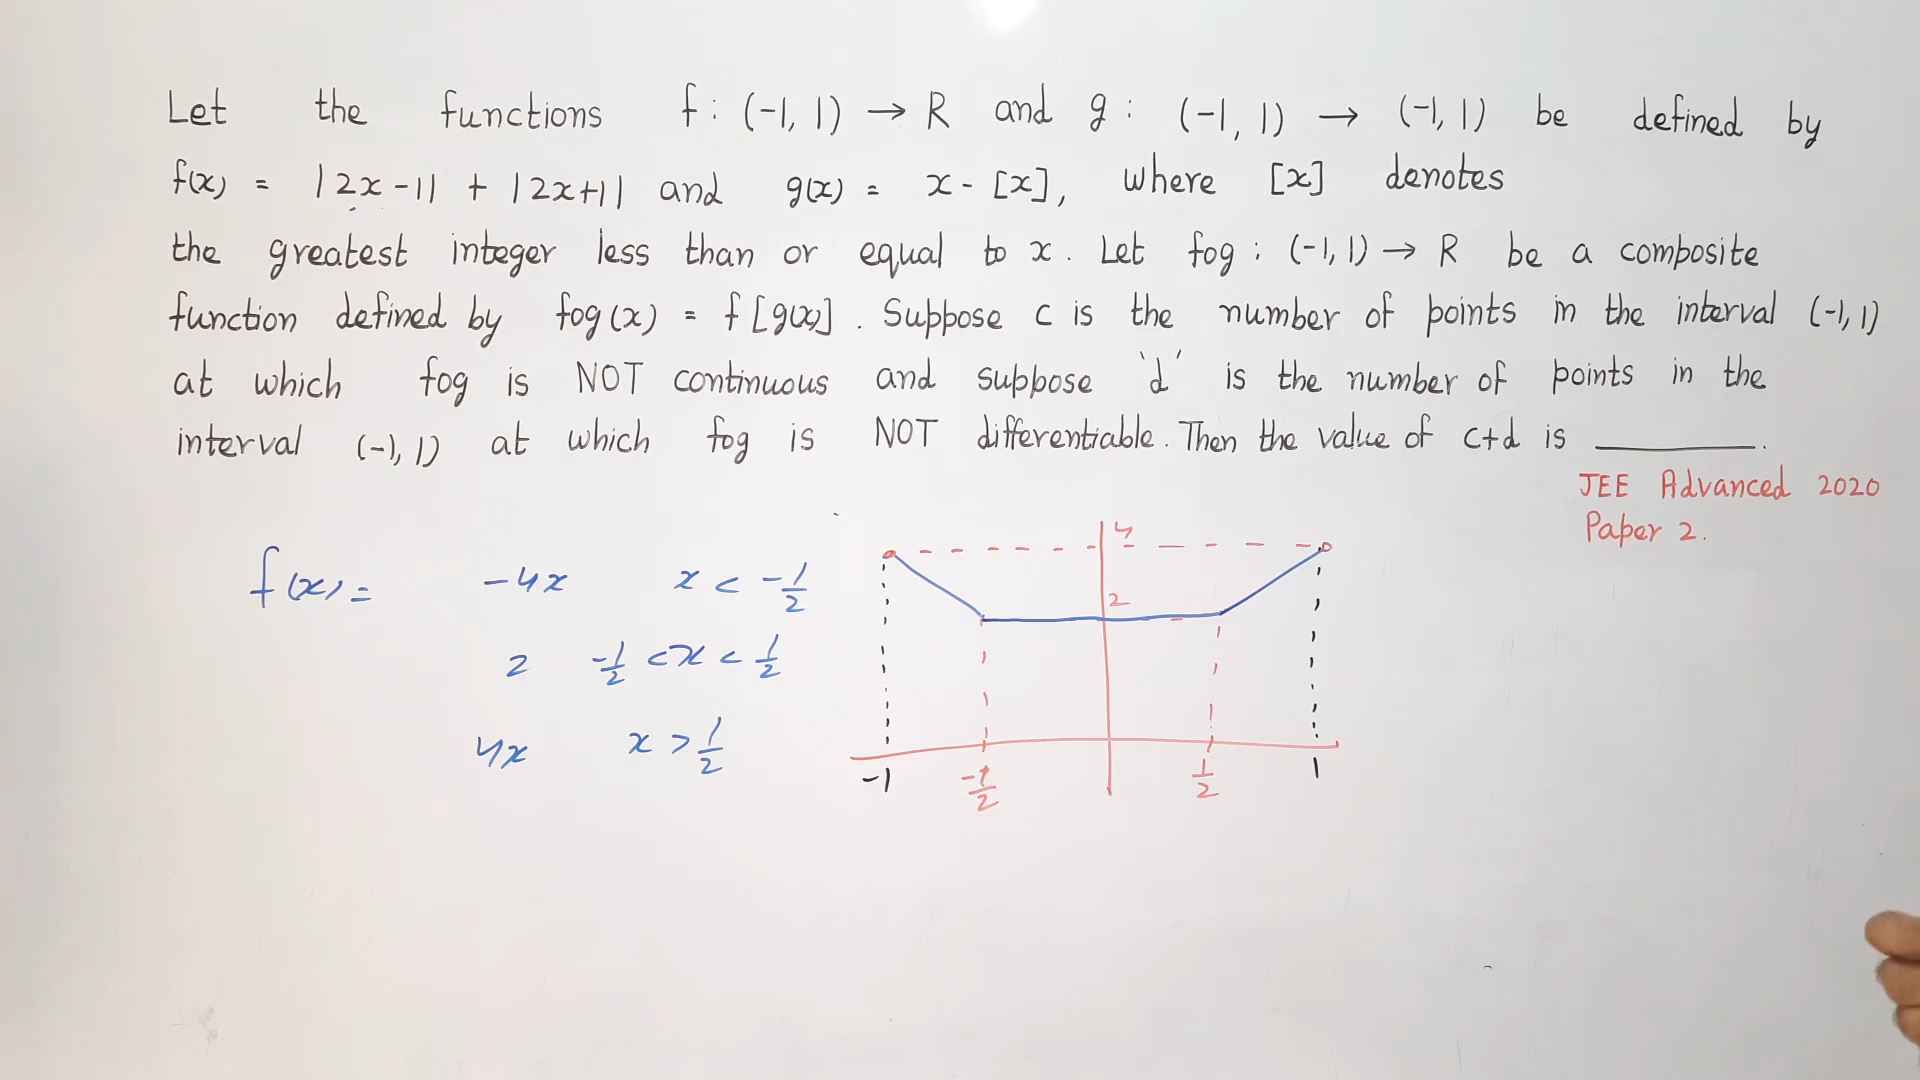 Let the functions f : (-1, 1) → R and g : (-1, 1) → (-1, 1) be defined by
f(x) = |2x-1| + |2x+1| and g(x) = x - [x], where [x] denotes
the greatest integer less than or equal to x. Let fog : (-1, 1) → R be a composite
function defined by fog(x) = f[g(x)]. Suppose c is the number of points in the interval (-1, 1)
at which fog is NOT continuous and suppose 'd' is the number of points in the
interval (-1, 1) at which fog is NOT differentiable. Then the value of c+d is ________.
JEE Advanced 2020
Paper 2.
f(x) = -4x x < -1/2
2 -1/2 < x < 1/2
4x x > 1/2
4
2
-1 -1/2 1/2 1